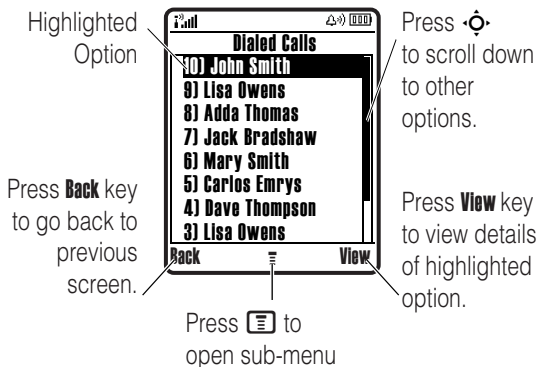 Highlighted
Option
Dialed Calls
10) John Smith
9) Lisa Owens
8) Adda Thomas
7) Jack Bradshaw
6) Mary Smith
5) Carlos Emrys
4) Dave Thompson
3) Lisa Owens
Back
View
Press
to scroll down
to other
options.
Press Back key
to go back to
previous
screen.
Press View key
to view details
of highlighted
option.
Press to
open sub-menu